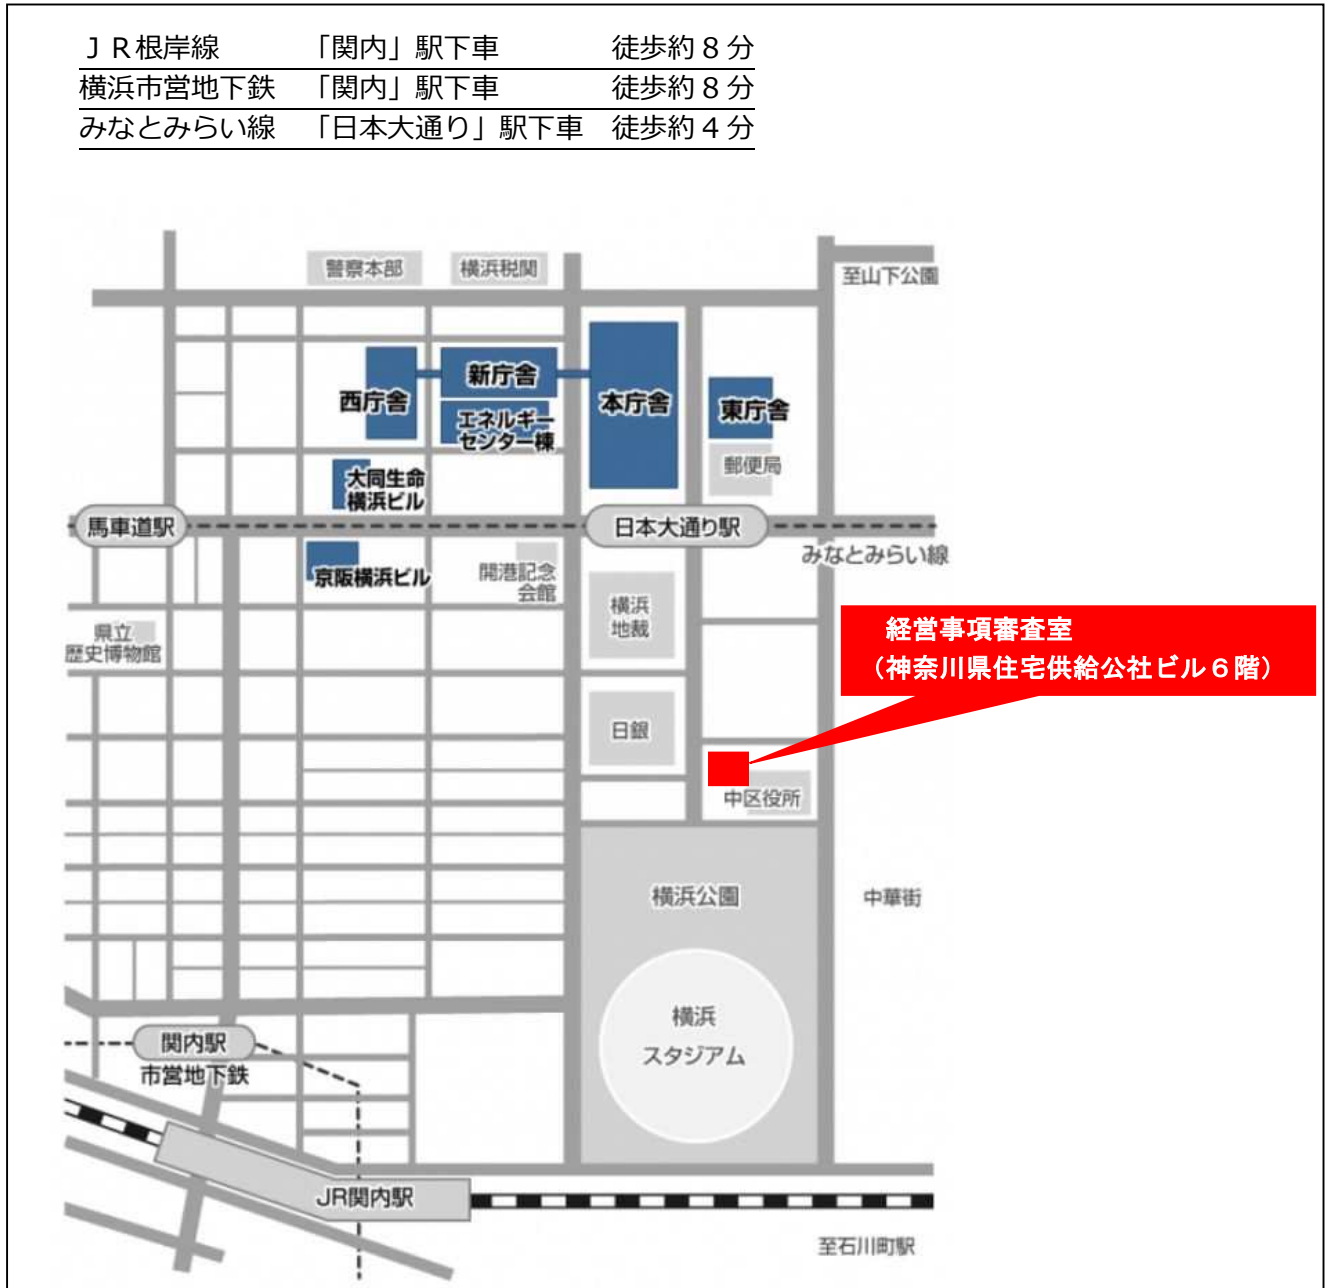 ＪＲ根岸線 「関内」駅下車 徒歩約８分
横浜市営地下鉄 「関内」駅下車 徒歩約８分
みなとみらい線 「日本大通り」駅下車 徒歩約４分
警察本部
横浜税関
至山下公園
西庁舎
新庁舎
エネルギー
センター棟
本庁舎
東庁舎
郵便局
大同生命
横浜ビル
馬車道駅
日本大通り駅
みなとみらい線
京阪横浜ビル
開港記念
会館
横浜
地裁
県立
歴史博物館
経営事項審査室
（神奈川県住宅供給公社ビル６階）
日銀
中区役所
横浜公園
中華街
横浜
スタジアム
関内駅
市営地下鉄
JR関内駅
至石川町駅